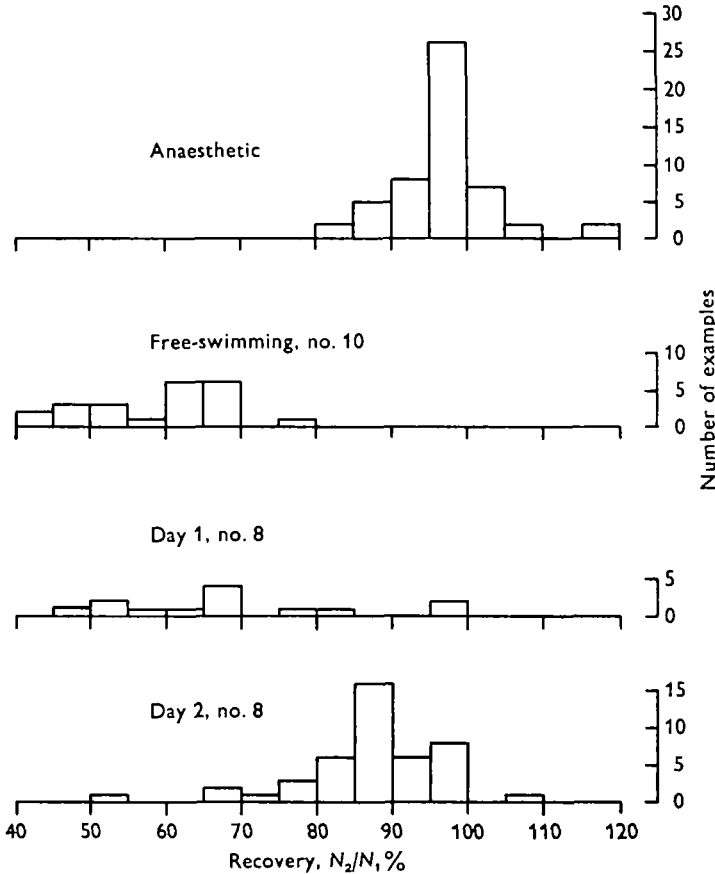 30
25
20
15
10
5
0
Anaesthetic
Free-swimming, no. 10
10
5
0
Number of examples
Day 1, no. 8
5
0
Day 2, no. 8
15
10
5
0
40 50 60 70 80 90 100 110 120
Recovery, N₂/N₁%